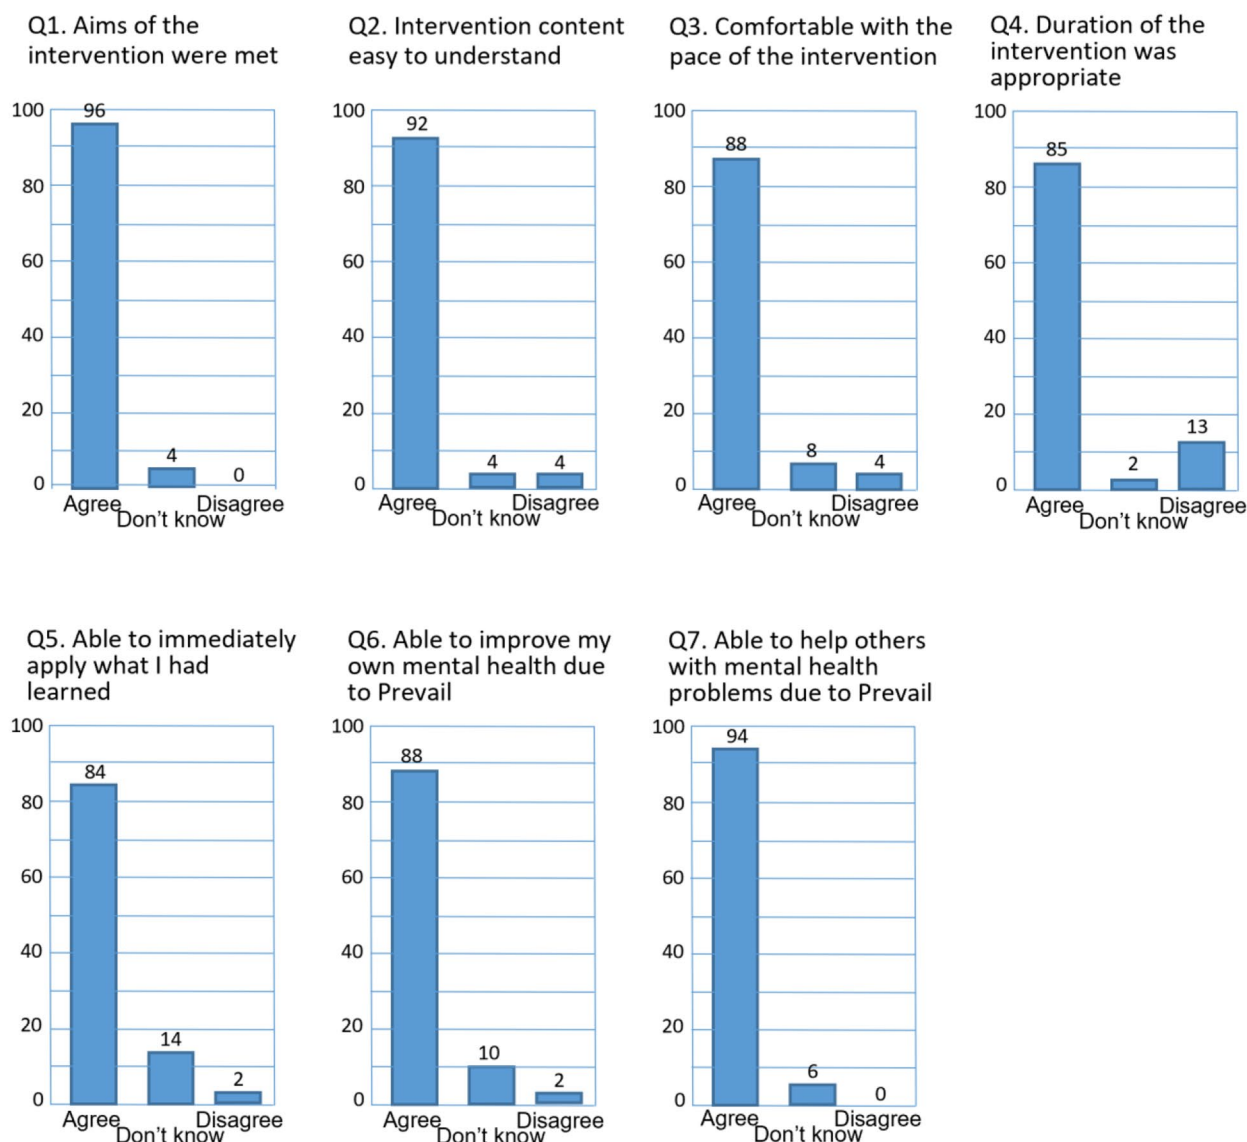 Q1. Aims of the
intervention were met
100
96
80
60
40
20
4
0
0
Agree
Don't know
Disagree
Q2. Intervention content
easy to understand
100
92
80
60
40
20
4
4
0
Agree
Don't know
Disagree
Q3. Comfortable with the
pace of the intervention
100
88
80
60
40
20
8
4
0
Agree
Don't know
Disagree
Q4. Duration of the
intervention was
appropriate
100
85
80
60
40
20
13
2
0
Agree
Don't know
Disagree
Q5. Able to immediately
apply what I had
learned
100
84
80
60
40
20
14
2
0
Agree
Don't know
Disagree
Q6. Able to improve my
own mental health due
to Prevail
100
88
80
60
40
20
10
2
0
Agree
Don't know
Disagree
Q7. Able to help others
with mental health
problems due to Prevail
100
94
80
60
40
20
6
0
0
Agree
Don't know
Disagree